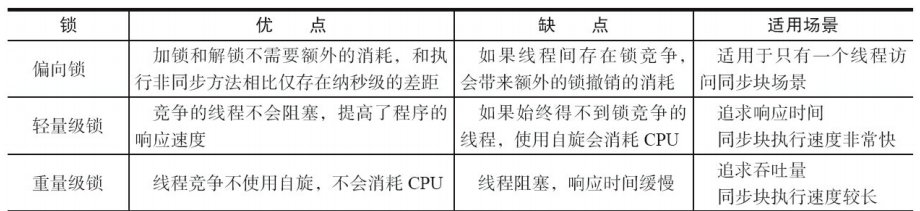 锁 优点 缺点 适用场景
偏向锁
加锁和解锁不需要额外的消耗，和执
行非同步方法相比仅存在纳秒级的差距
如果线程间存在锁竞争，
会带来额外的锁撤销的消耗
适用于只有一个线程访
问同步块场景
轻量级锁
竞争的线程不会阻塞，提高了程序的
响应速度
如果始终得不到锁竞争的
线程，使用自旋会消耗 CPU
追求响应时间
同步块执行速度非常快
重量级锁
线程竞争不使用自旋，不会消耗 CPU
线程阻塞，响应时间缓慢
追求吞吐量
同步块执行速度较长